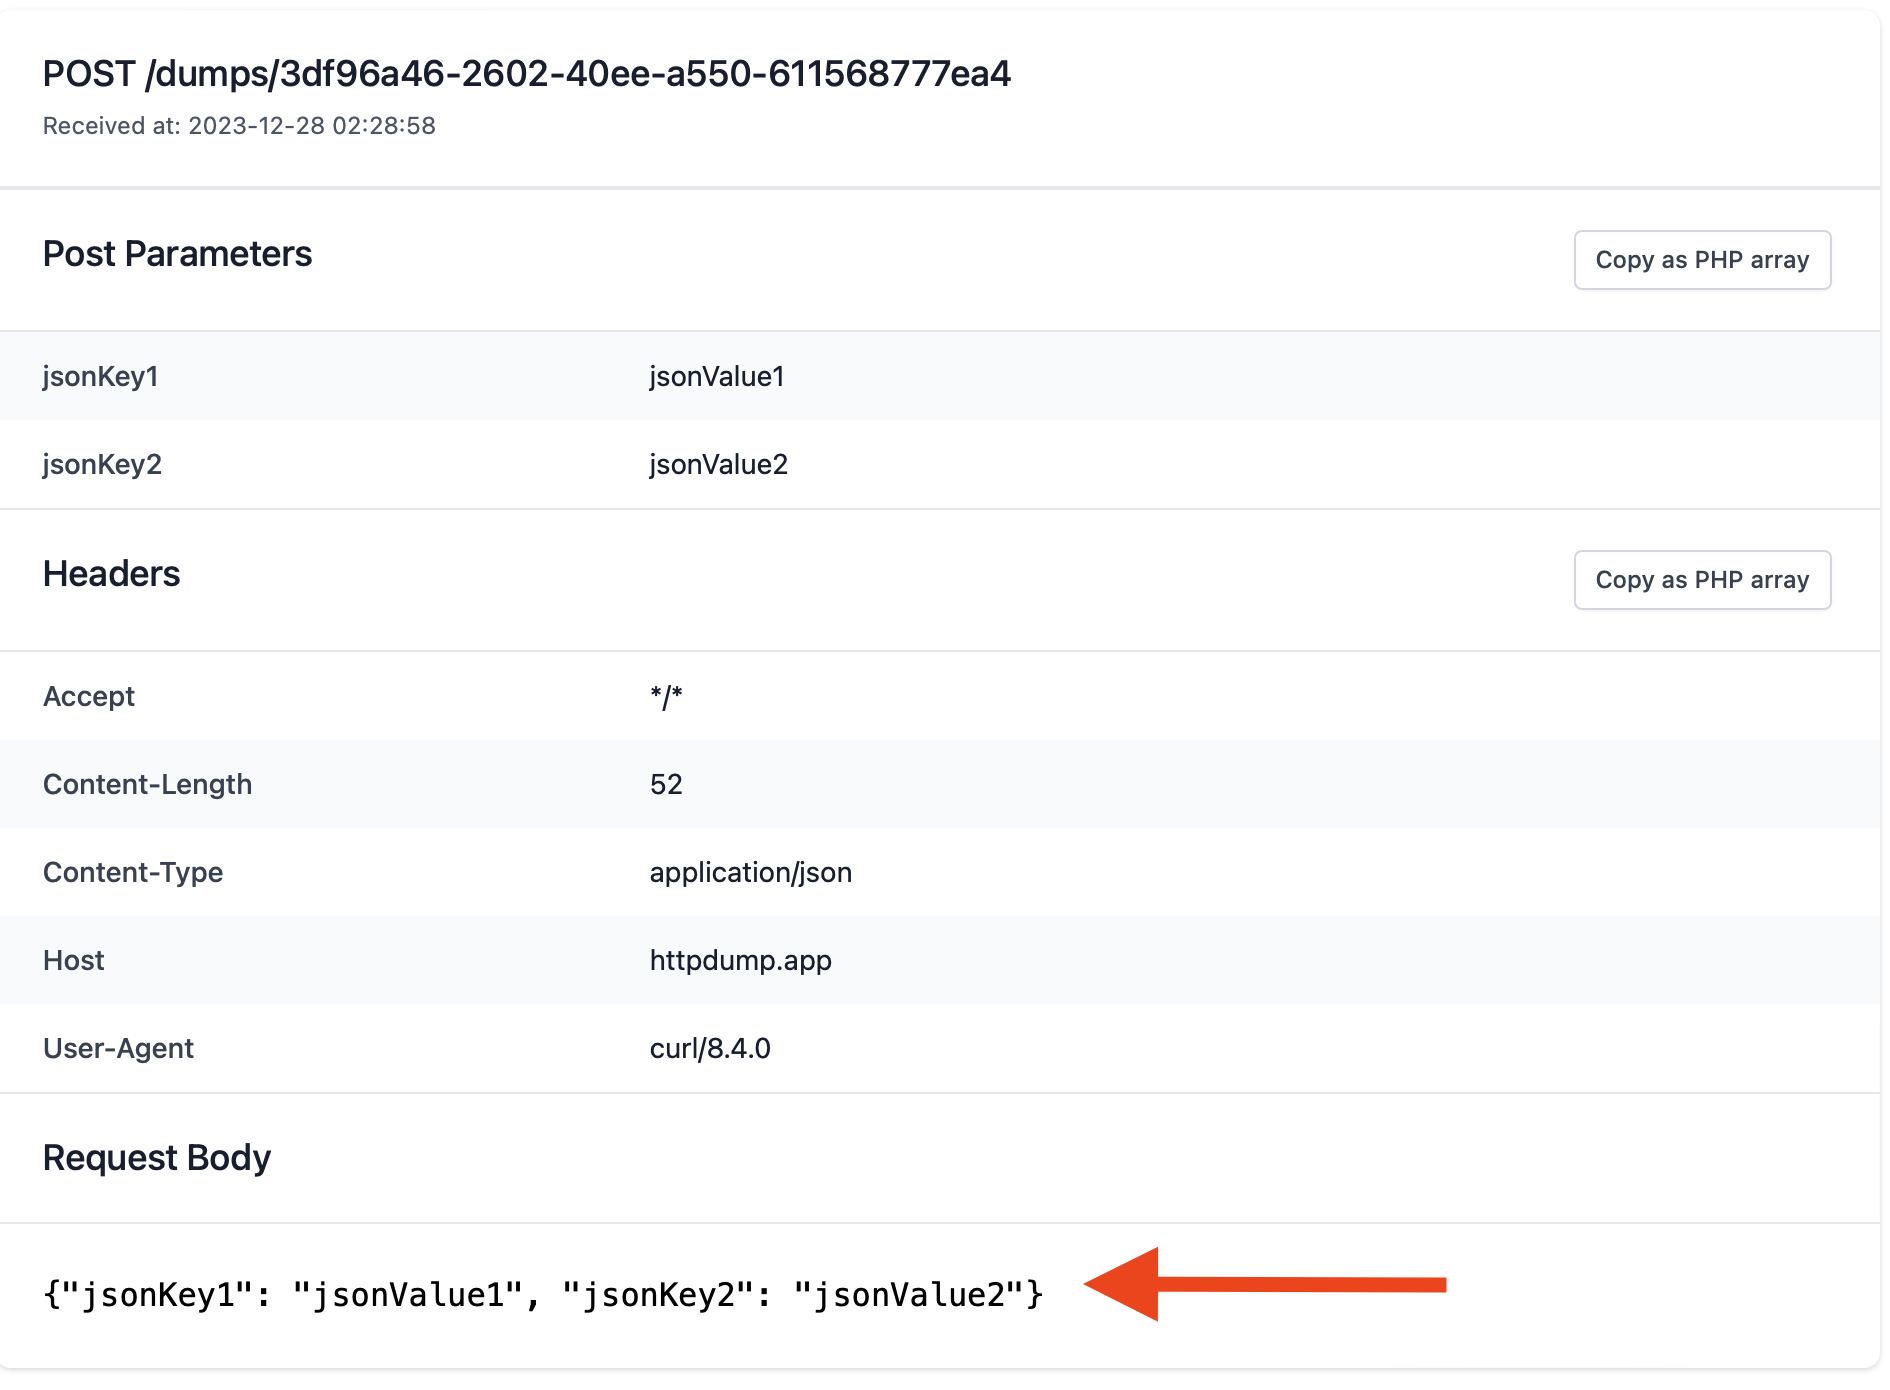 POST /dumps/3df96a46-2602-40ee-a550-611568777ea4
Received at: 2023-12-28 02:28:58
Post Parameters
Copy as PHP array
jsonKey1 jsonValue1
jsonKey2 jsonValue2
Headers
Copy as PHP array
Accept */*
Content-Length 52
Content-Type application/json
Host httpdump.app
User-Agent curl/8.4.0
Request Body
{"jsonKey1": "jsonValue1", "jsonKey2": "jsonValue2"}